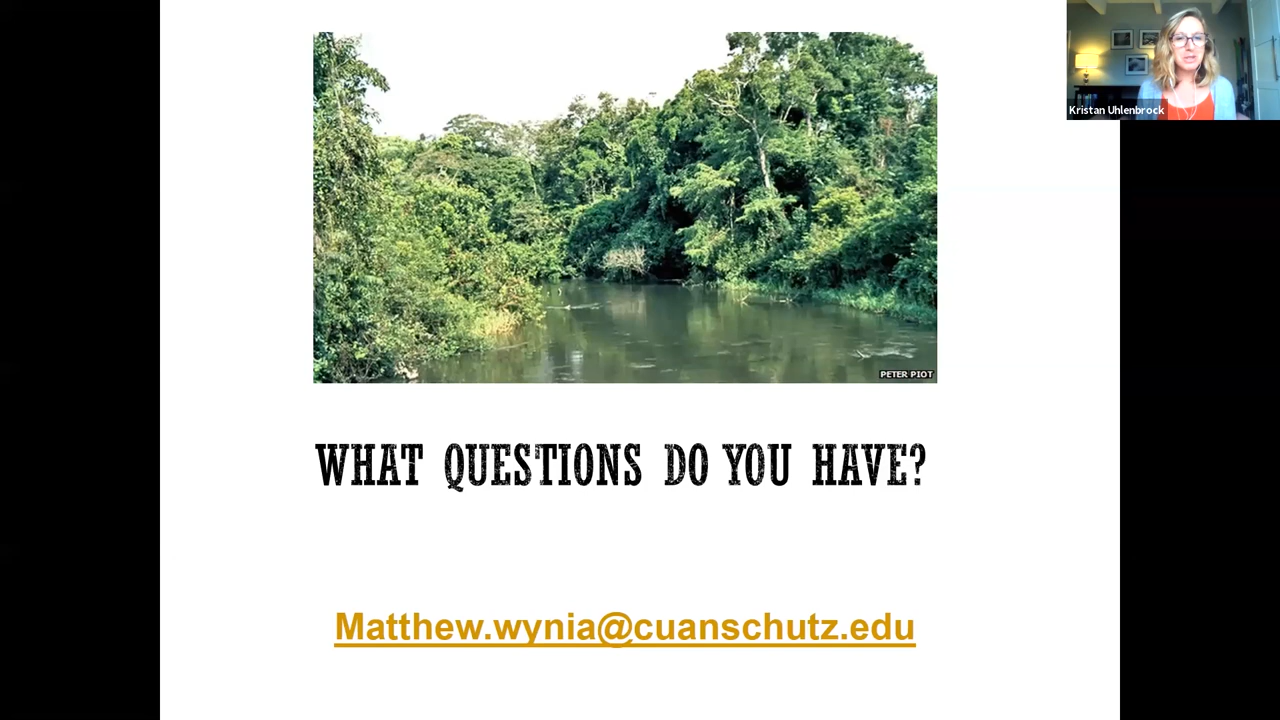 Kristan Uhlenbrock
PETER PIOT
WHAT QUESTIONS DO YOU HAVE?
Matthew.wynia@cuanschutz.edu